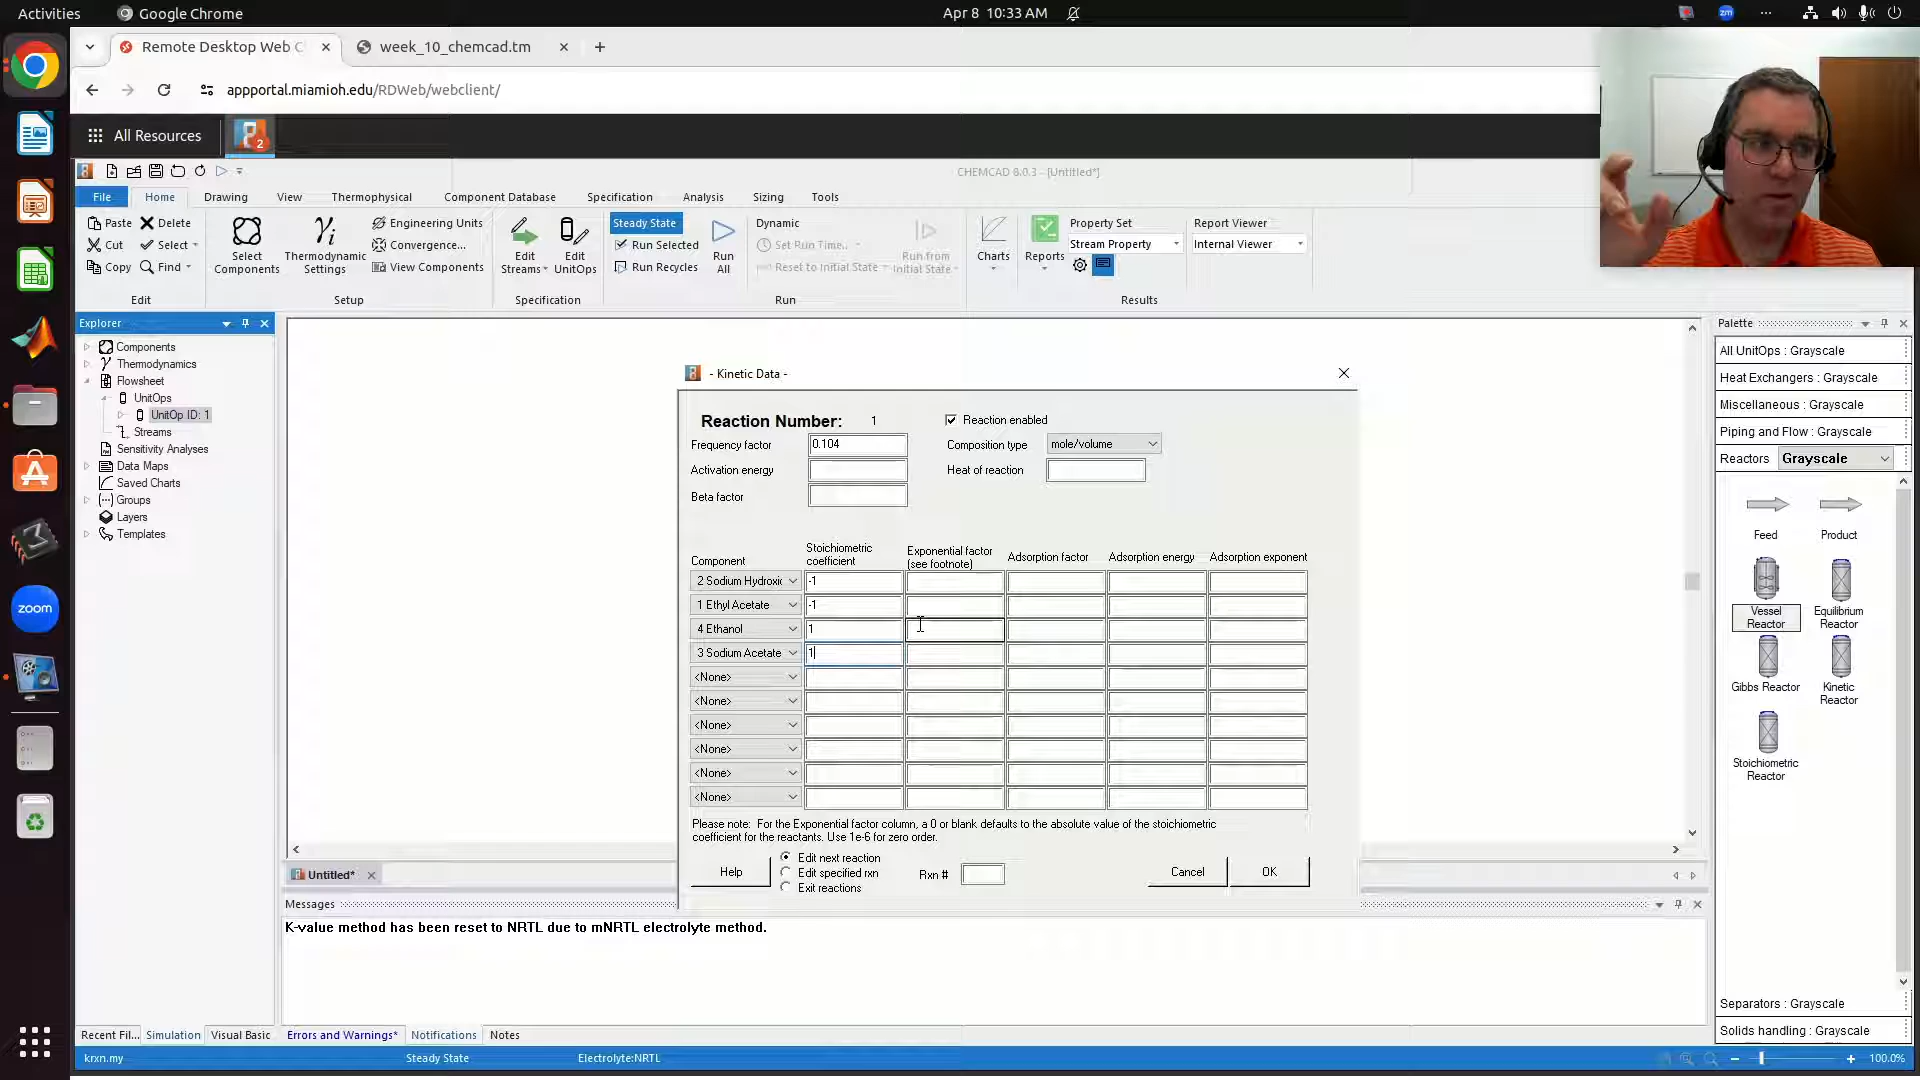 Activities
Google Chrome
Apr 8 10:33 AM
zm
Remote Desktop Web C
week_10_chemcad.tm
appportal.miamioh.edu/RDWeb/webclient/
All Resources
2
CHEMCAD 8.0.3 - [Untitled*]
File
Home
Drawing
View
Thermophysical
Component Database
Specification
Analysis
Sizing
Tools
Paste
Delete
Cut
Select
Copy
Find
Edit
Select Components
Thermodynamics Settings
Engineering Units
Convergence...
View Components
Setup
Edit Streams
Edit UnitOps
Specification
Steady State
Run Selected
Run Recycles
Run All
Dynamic
Set Run Time...
Reset to Initial State
Run from Initial State
Run
Charts
Reports
Property Set
Stream Property
Report Viewer
Internal Viewer
Results
Explorer
Components
Thermodynamics
Flowsheet
UnitOps
UnitOp ID: 1
Streams
Sensitivity Analyses
Data Maps
Saved Charts
Groups
Layers
Templates
- Kinetic Data -
Reaction Number: 1
Reaction enabled
Frequency factor 0.104
Composition type mole/volume
Activation energy
Heat of reaction
Beta factor
Component
Stoichiometric coefficient
Exponential factor (see footnote)
Adsorption factor
Adsorption energy
Adsorption exponent
2 Sodium Hydroxi -1
1 Ethyl Acetate -1
4 Ethanol 1
3 Sodium Acetate 1
<None>
<None>
<None>
<None>
<None>
<None>
Please note: For the Exponential factor column, a 0 or blank defaults to the absolute value of the stoichiometric
coefficient for the reactants. Use 1e-6 for zero order.
Help
Edit next reaction
Edit specified rxn
Exit reactions
Rxn #
Cancel
OK
Palette
All UnitOps : Grayscale
Heat Exchangers : Grayscale
Miscellaneous : Grayscale
Piping and Flow : Grayscale
Reactors Grayscale
Feed
Product
Vessel Reactor
Equilibrium Reactor
Gibbs Reactor
Kinetic Reactor
Stoichiometric Reactor
Separators : Grayscale
Solids handling : Grayscale
zoom
Untitled*
Messages
K-value method has been reset to NRTL due to mNRTL electrolyte method.
Recent Fil...
Simulation
Visual Basic
Errors and Warnings*
Notifications
Notes
krxn.my
Steady State
Electrolyte:NRTL
100.0%